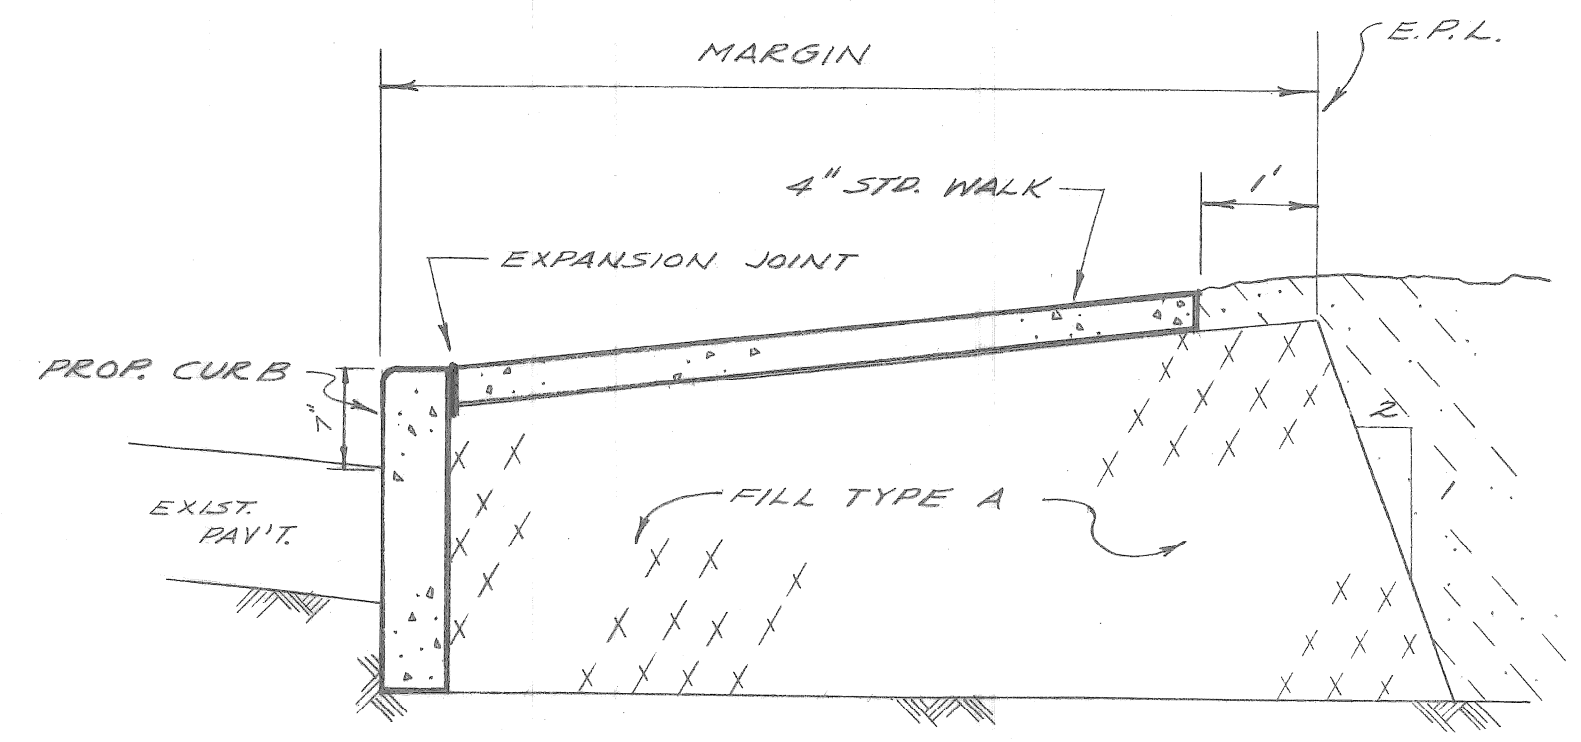 MARGIN
E.P.L.
4" STD. WALK
1'
EXPANSION JOINT
PROP. CURB
7"
2
EXIST.
PAV'T.
FILL TYPE A
1